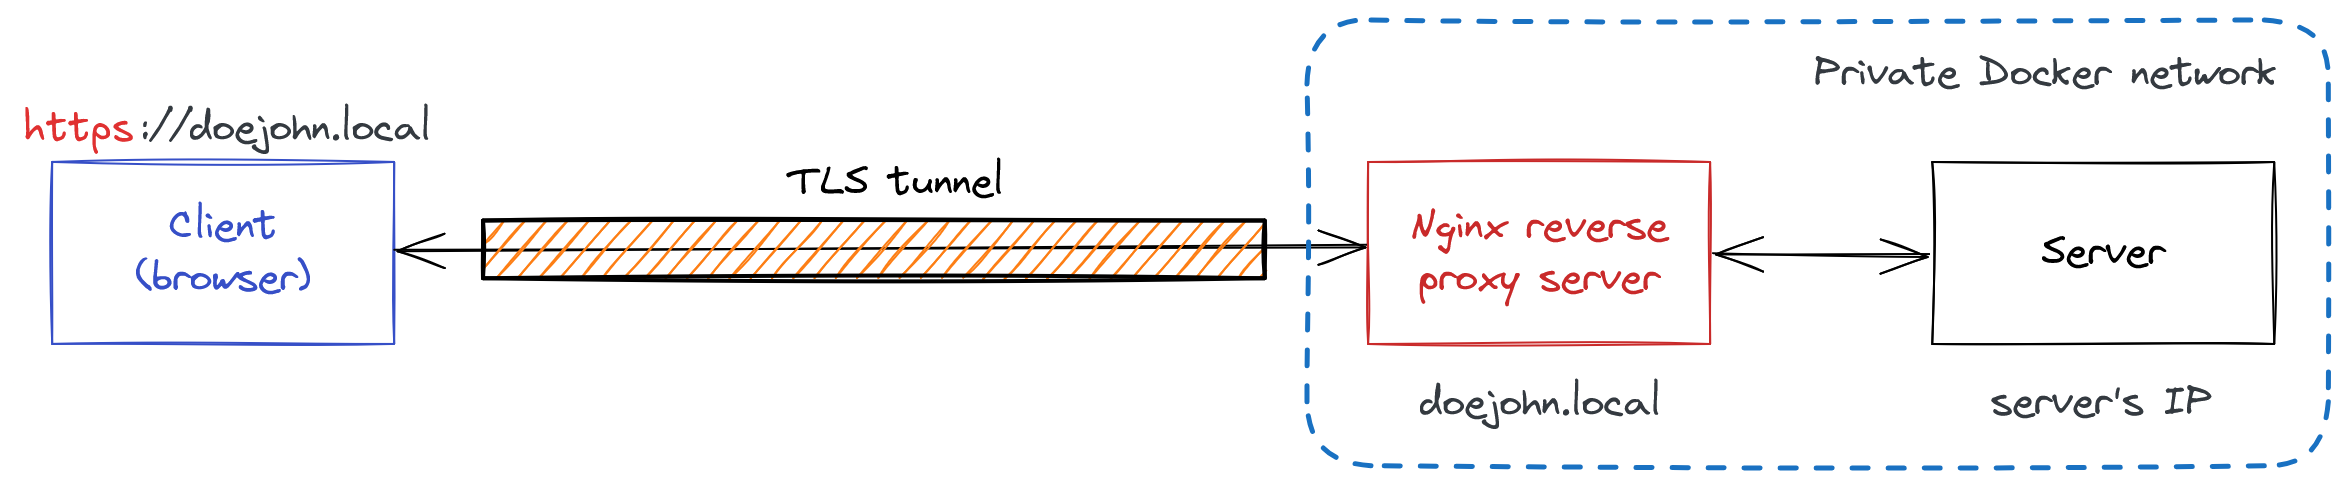 Private Docker network
https://doejohn.local
TLS tunnel
Client
(browser)
Nginx reverse
proxy server
Server
doejohn.local
server's IP